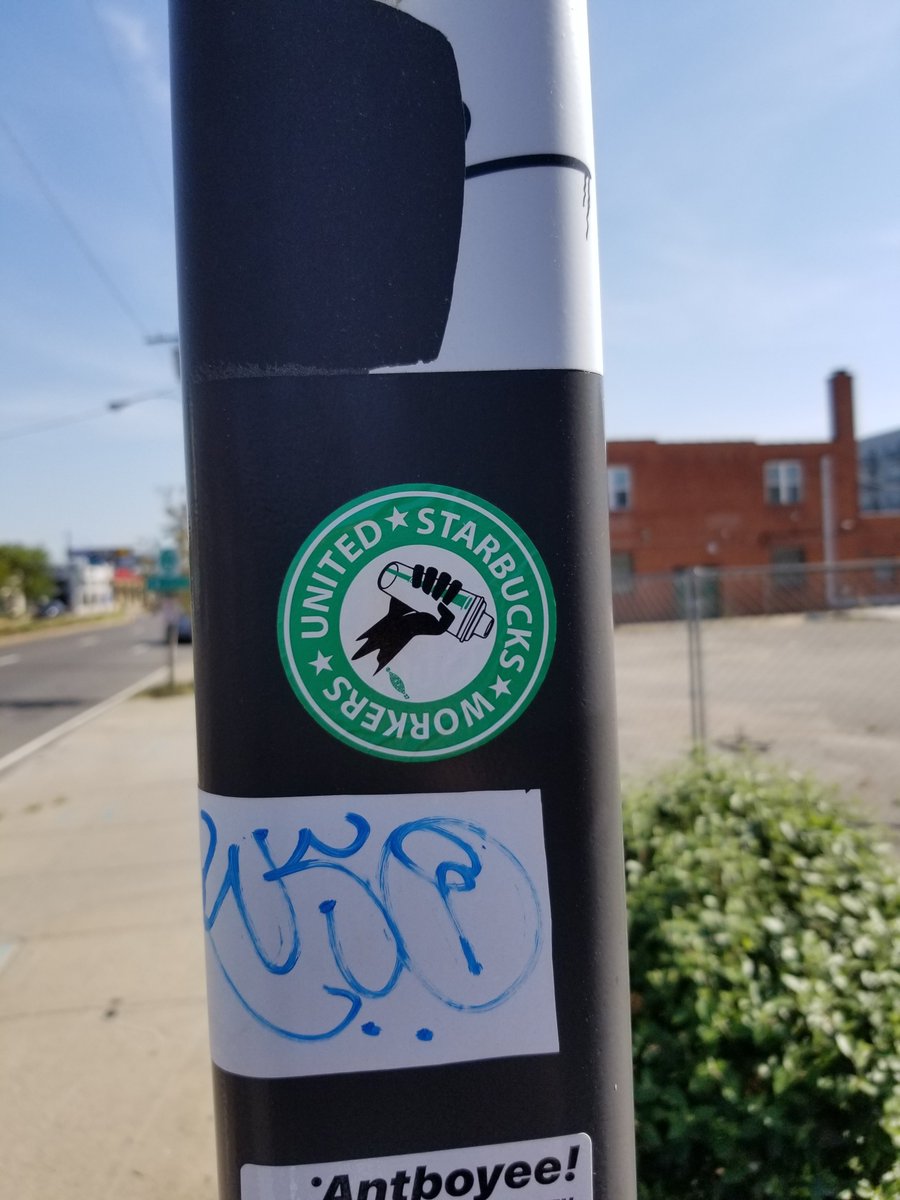 UNITED ★ STARBUCKS ★ WORKERS ★
Antboyee!